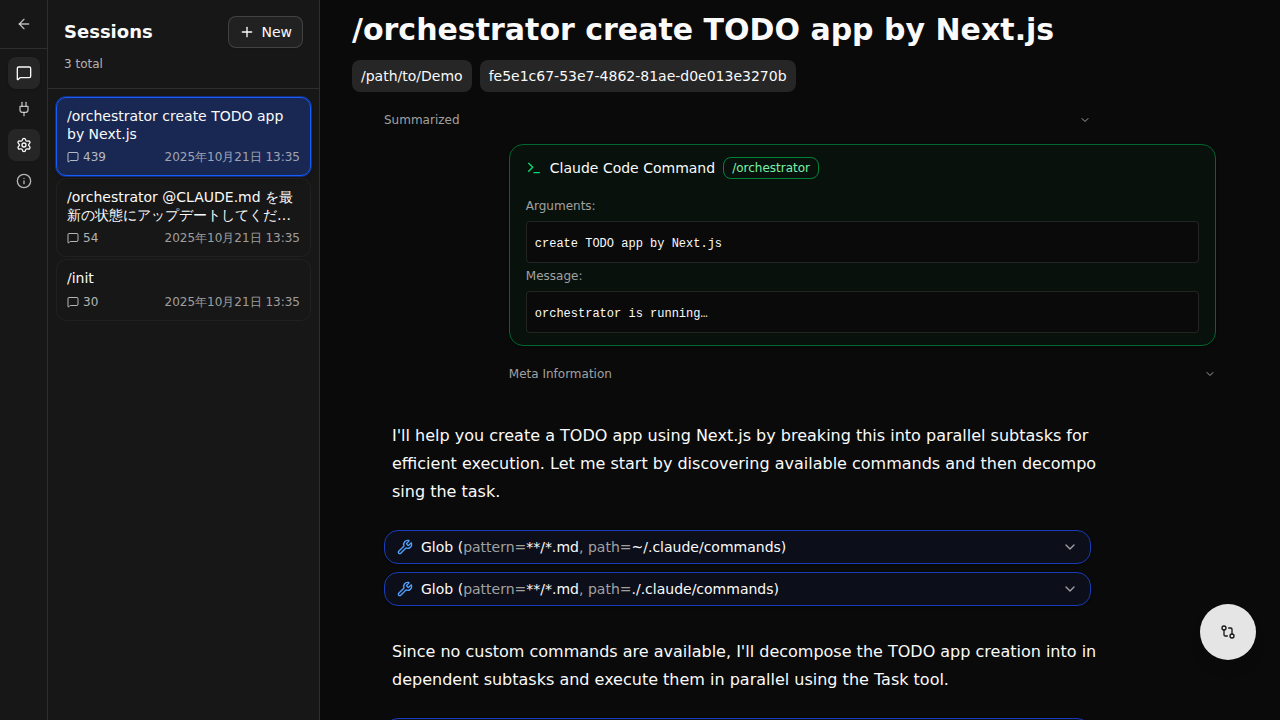 Sessions
New
3 total
/orchestrator create TODO app
by Next.js
439
2025年10月21日 13:35
/orchestrator @CLAUDE.md を最
新の状態にアップデートしてくだ…
54
2025年10月21日 13:35
/init
30
2025年10月21日 13:35
/orchestrator create TODO app by Next.js
/path/to/Demo
fe5e1c67-53e7-4862-81ae-d0e013e3270b
Summarized
Claude Code Command
/orchestrator
Arguments:
create TODO app by Next.js
Message:
orchestrator is running…
Meta Information
I'll help you create a TODO app using Next.js by breaking this into parallel subtasks for
efficient execution. Let me start by discovering available commands and then decompo
sing the task.
Glob (pattern=**/*.md, path=~/.claude/commands)
Glob (pattern=**/*.md, path=./.claude/commands)
Since no custom commands are available, I'll decompose the TODO app creation into in
dependent subtasks and execute them in parallel using the Task tool.